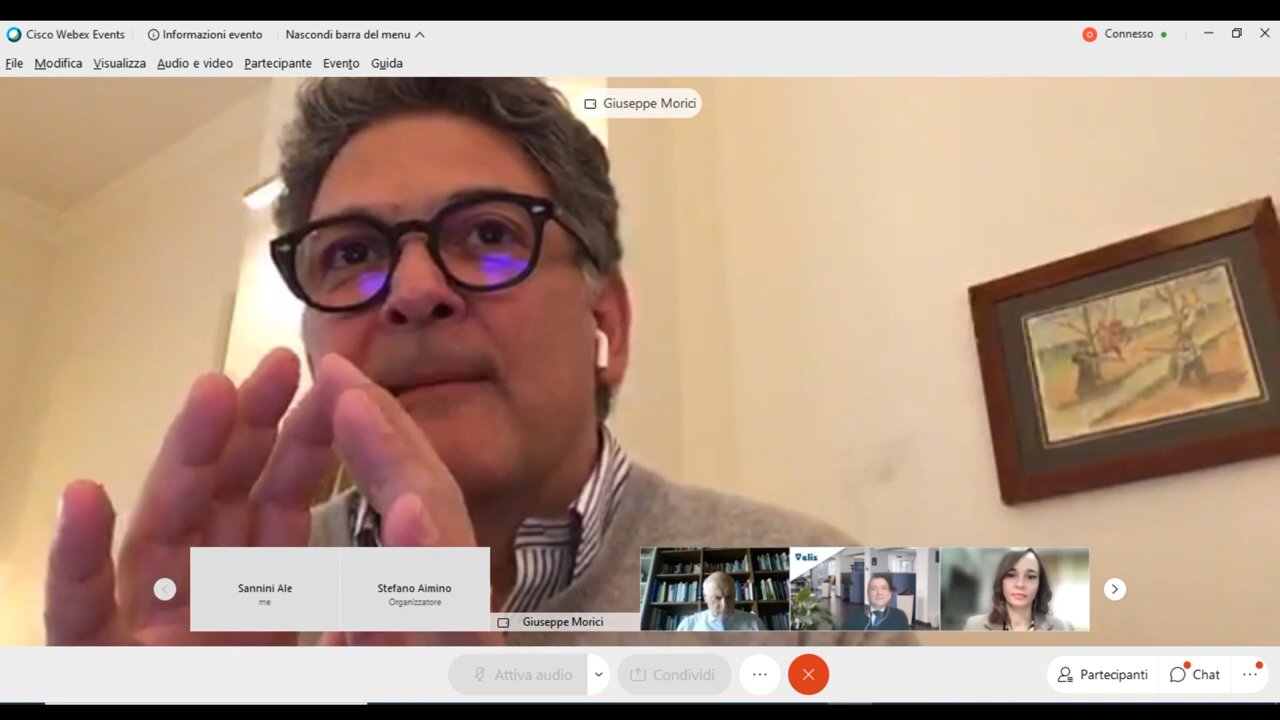 Cisco Webex Events
Informazioni evento
Nascondi barra del menu
Connesso
File Modifica Visualizza Audio e video Partecipante Evento Guida
Giuseppe Morici
Sannini Ale
me
Stefano Aimino
Organizzatore
Giuseppe Morici
Attiva audio
Condividi
Partecipanti
Chat